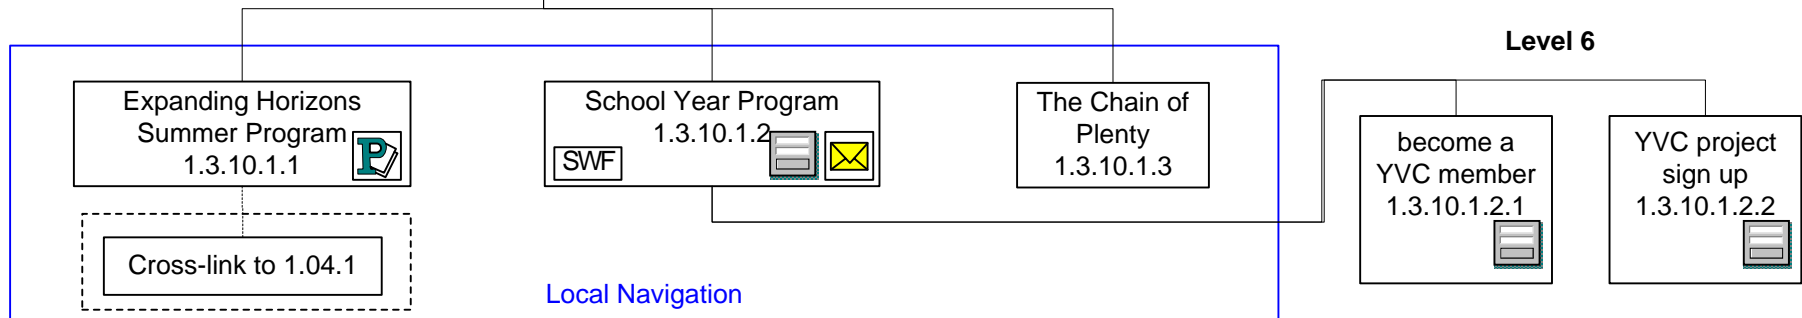 Level 6
Expanding Horizons
Summer Program
1.3.10.1.1
P
School Year Program
1.3.10.1.2
SWF
The Chain of
Plenty
1.3.10.1.3
become a
YVC member
1.3.10.1.2.1
YVC project
sign up
1.3.10.1.2.2
Cross-link to 1.04.1
Local Navigation